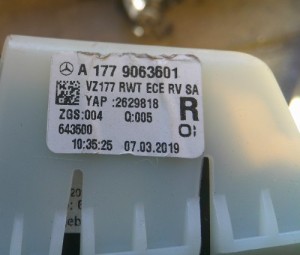 A 177 9063601
VZ177 RWT ECE RV SA
YAP :2629818
R
ZGS:004 Q:005
643500
10:35:25 07.03.2019